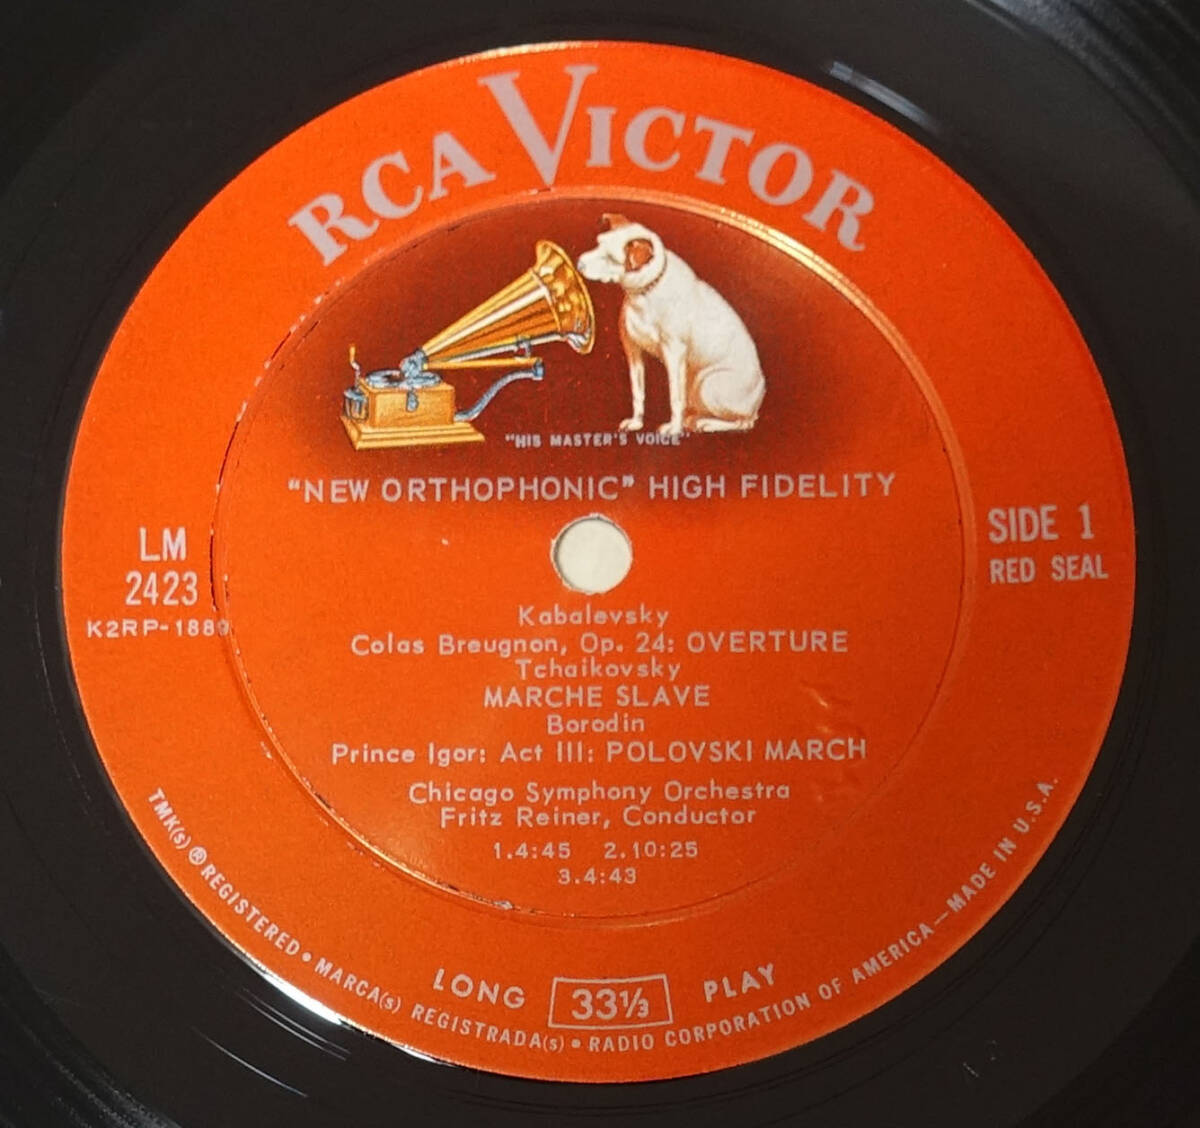 RCA VICTOR
"HIS MASTER'S VOICE"
"NEW ORTHOPHONIC" HIGH FIDELITY
LM
2423
SIDE 1
RED SEAL
Kabalevsky
Colas Breugnon, Op. 24: OVERTURE
Tchaikovsky
MARCHE SLAVE
Borodin
Prince Igor: Act III: POLOVSKI MARCH
Chicago Symphony Orchestra
Fritz Reiner, Conductor
1.4:45 2.10:25
3.4:43
LONG 33⅓ PLAY
TMK(s) ® REGISTERED • MARCA(s) REGISTRADA(s) • RADIO CORPORATION OF AMERICA—MADE IN U.S.A.